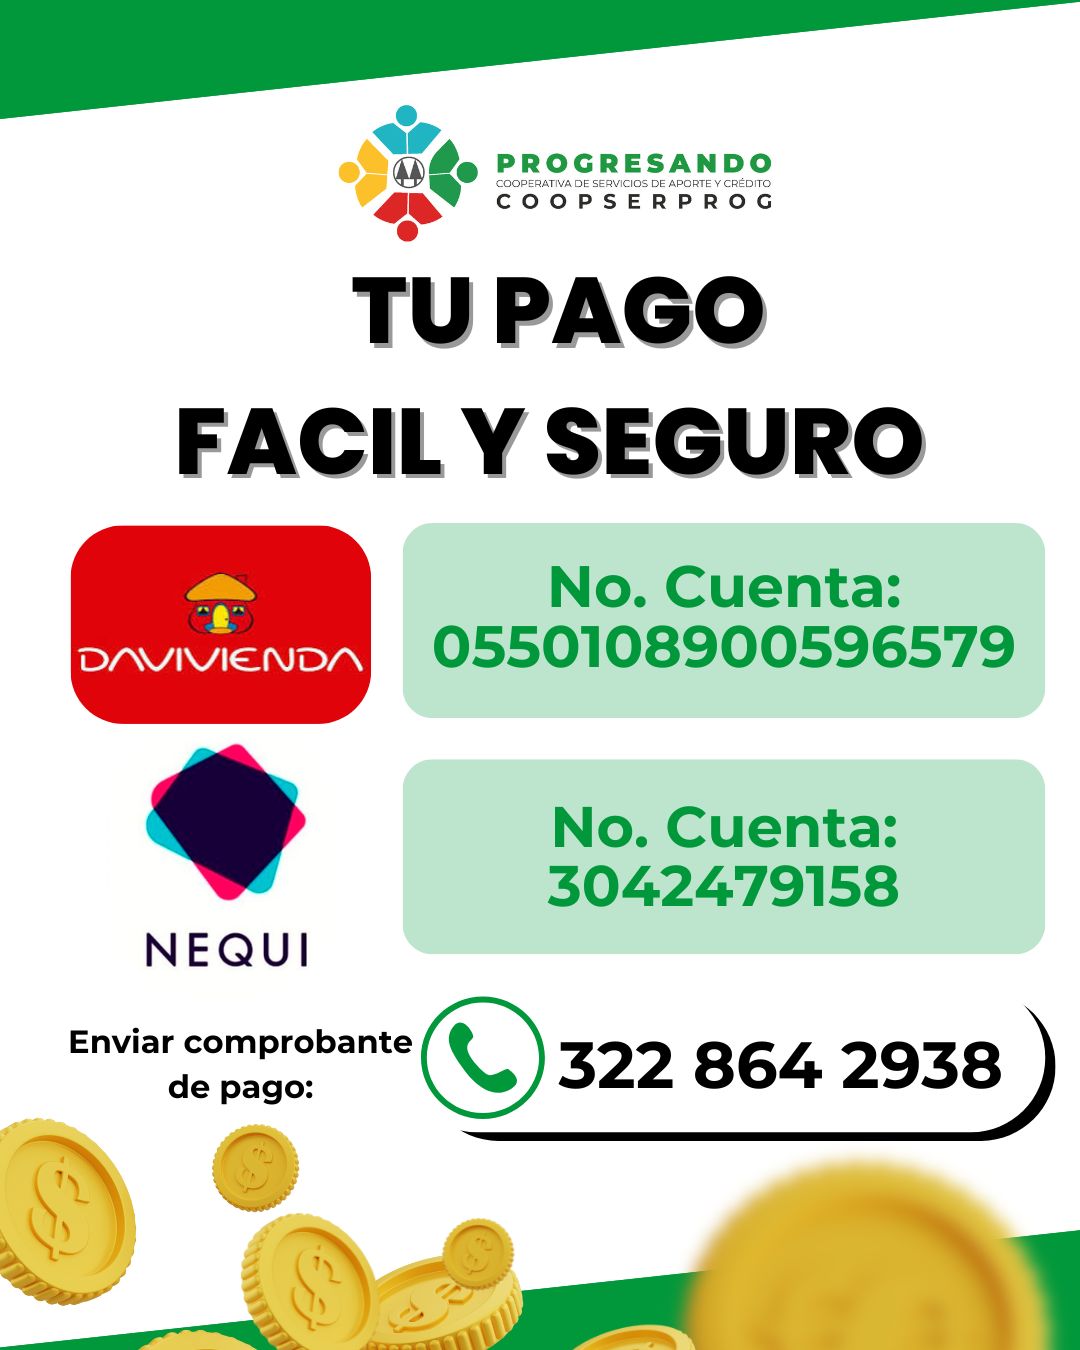 PROGRESANDO
COOPERATIVA DE SERVICIOS DE APORTE Y CRÉDITO
COOPSERPROG
TU PAGO
FACIL Y SEGURO
DAVIVIENDA
No. Cuenta:
0550108900596579
NEQUI
No. Cuenta:
3042479158
Enviar comprobante
de pago:
322 864 2938